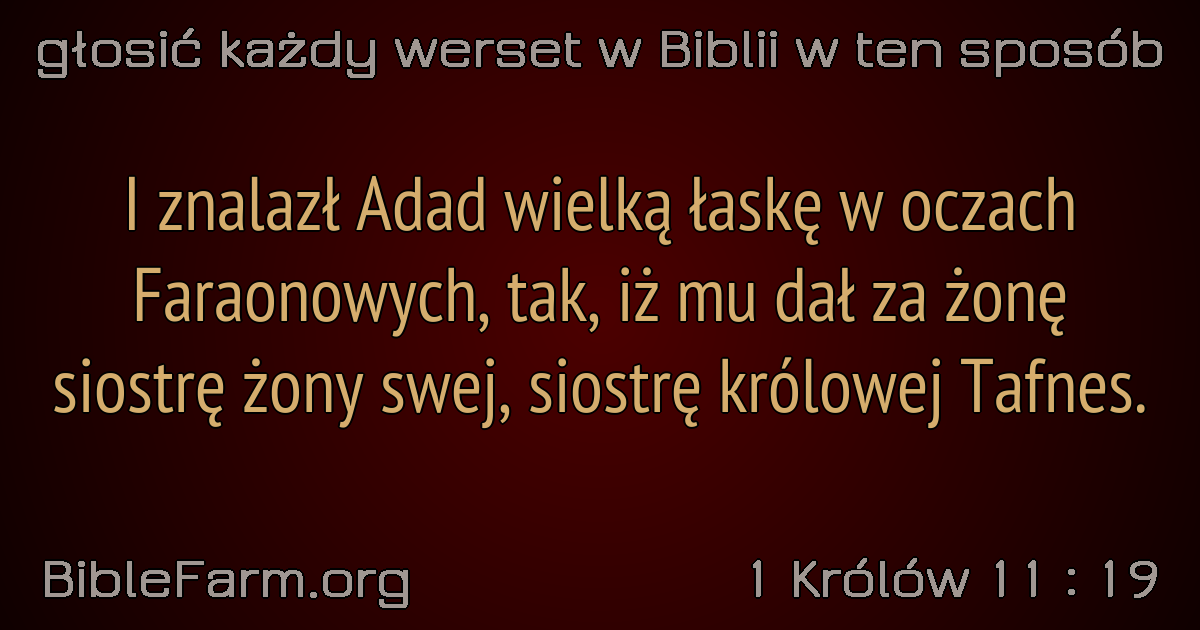 głosić każdy werset w Biblii w ten sposób
I znalazł Adad wielką łaskę w oczach
Faraonowych, tak, iż mu dał za żonę
siostrę żony swej, siostrę królowej Tafnes.
BibleFarm.org
1 Królów 11 : 19